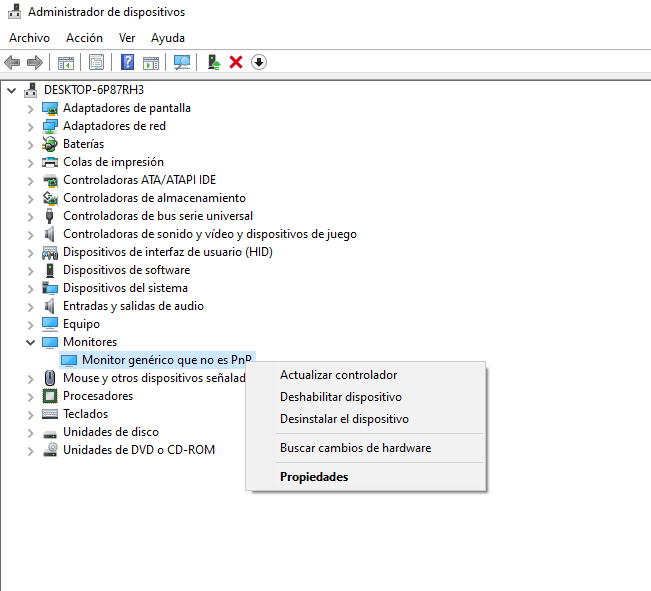 Administrador de dispositivos
Archivo Acción Ver Ayuda
DESKTOP-6P87RH3
Adaptadores de pantalla
Adaptadores de red
Baterías
Colas de impresión
Controladoras ATA/ATAPI IDE
Controladoras de almacenamiento
Controladoras de bus serie universal
Controladoras de sonido y vídeo y dispositivos de juego
Dispositivos de interfaz de usuario (HID)
Dispositivos de software
Dispositivos del sistema
Entradas y salidas de audio
Equipo
Monitores
Monitor genérico que no es PnP
Mouse y otros dispositivos señalad
Procesadores
Teclados
Unidades de disco
Unidades de DVD o CD-ROM
Actualizar controlador
Deshabilitar dispositivo
Desinstalar el dispositivo
Buscar cambios de hardware
Propiedades